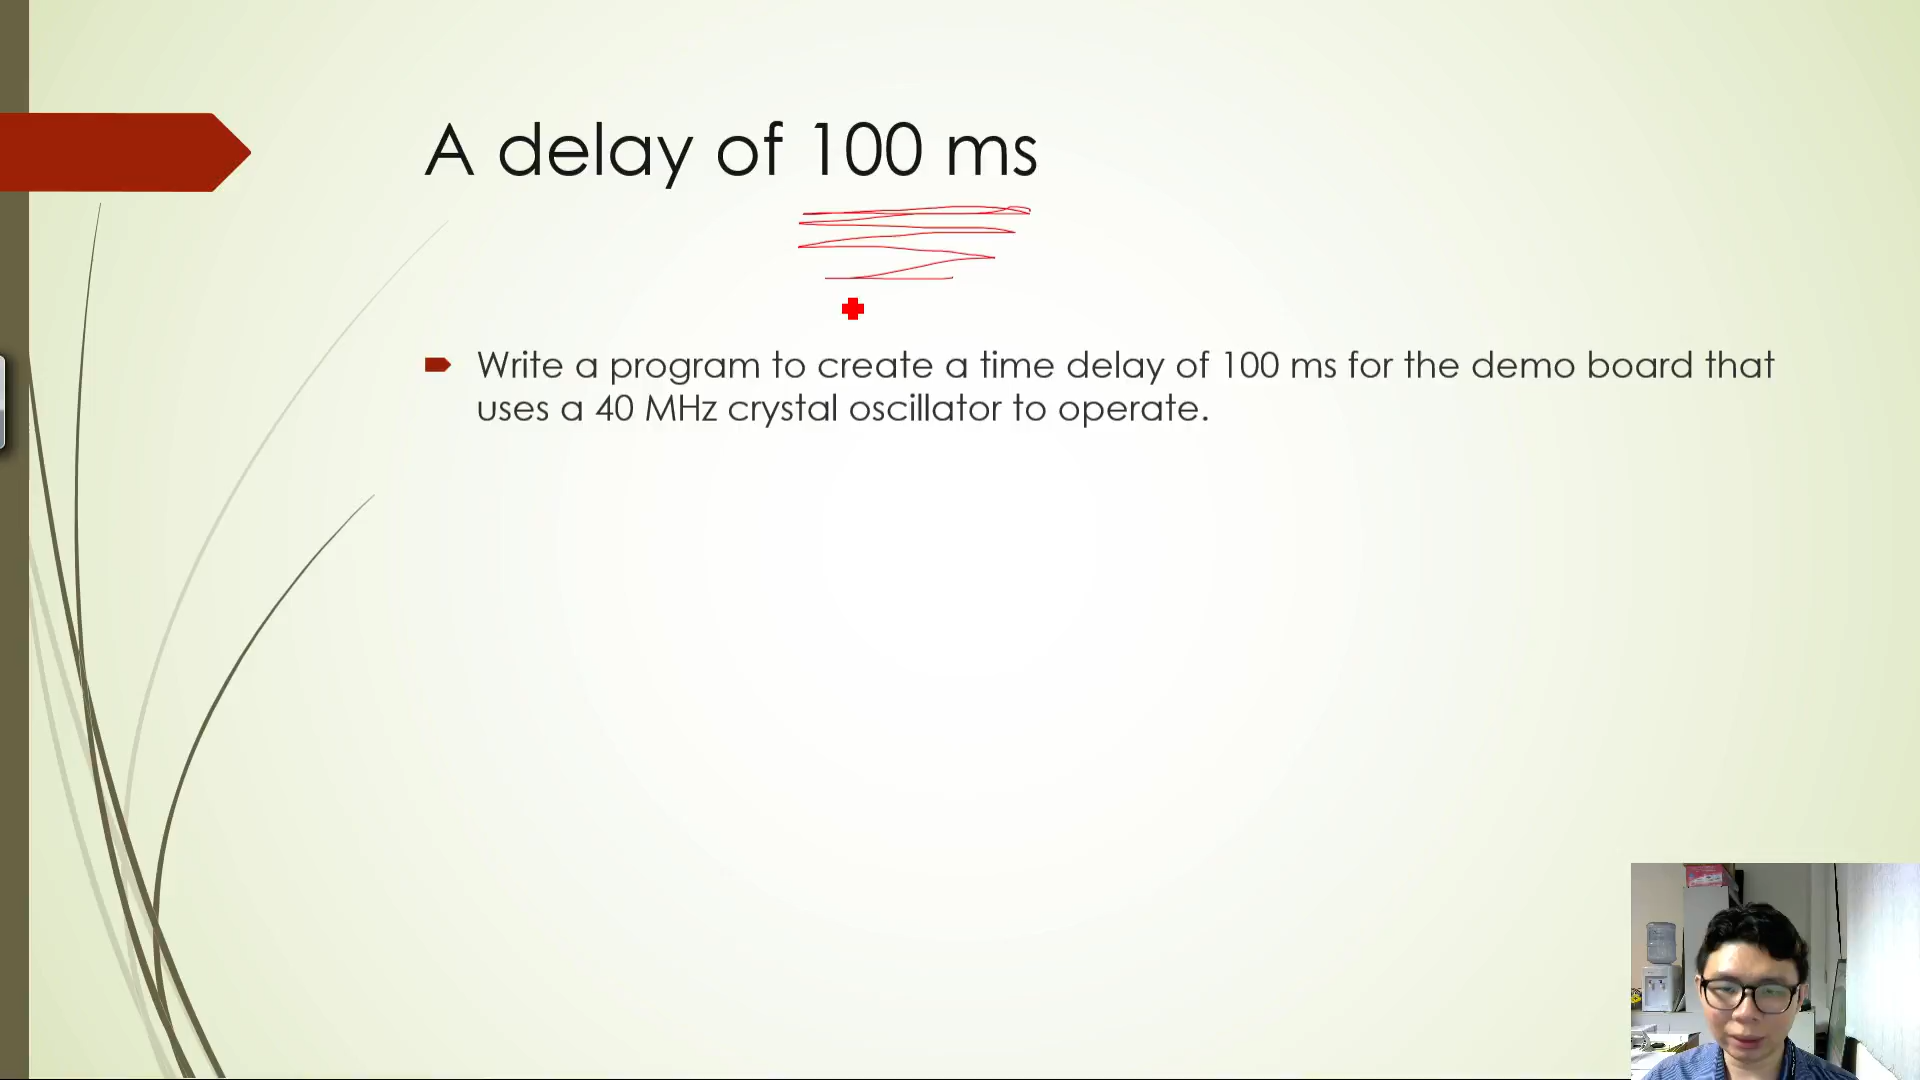 A delay of 100 ms
Write a program to create a time delay of 100 ms for the demo board that
uses a 40 MHz crystal oscillator to operate.